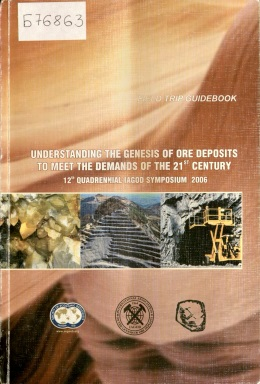 Б76863
FIELD TRIP GUIDEBOOK
UNDERSTANDING THE GENESIS OF ORE DEPOSITS
TO MEET THE DEMANDS OF THE 21ST CENTURY
12TH QUADRENNIAL IAGOD SYMPOSIUM 2006